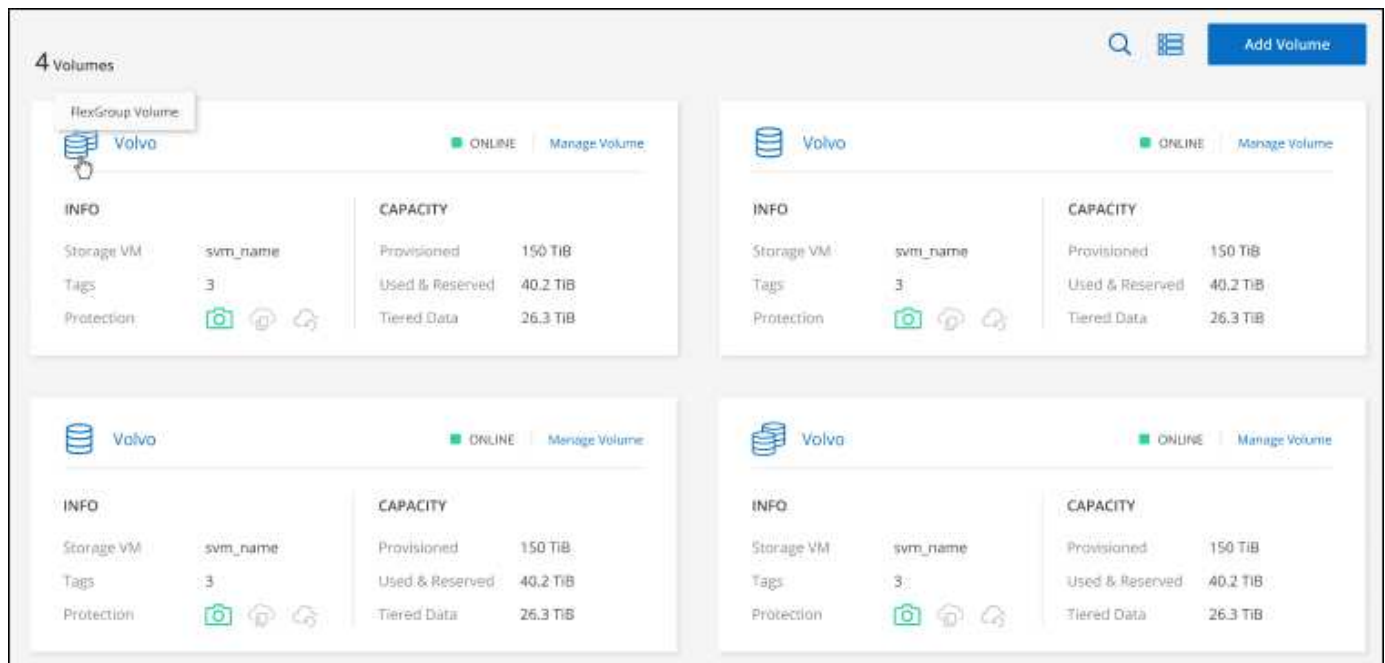 4 Volumes
Add Volume
FlexGroup Volume
Volvo
ONLINE
Manage Volume
INFO
CAPACITY
Storage VM svm_name
Provisioned 150 TiB
Tags 3
Used & Reserved 40.2 TiB
Protection
Tiered Data 26.3 TiB
Volvo
ONLINE
Manage Volume
INFO
CAPACITY
Storage VM svm_name
Provisioned 150 TiB
Tags 3
Used & Reserved 40.2 TiB
Protection
Tiered Data 26.3 TiB
Volvo
ONLINE
Manage Volume
INFO
CAPACITY
Storage VM svm_name
Provisioned 150 TiB
Tags 3
Used & Reserved 40.2 TiB
Protection
Tiered Data 26.3 TiB
Volvo
ONLINE
Manage Volume
INFO
CAPACITY
Storage VM svm_name
Provisioned 150 TiB
Tags 3
Used & Reserved 40.2 TiB
Protection
Tiered Data 26.3 TiB